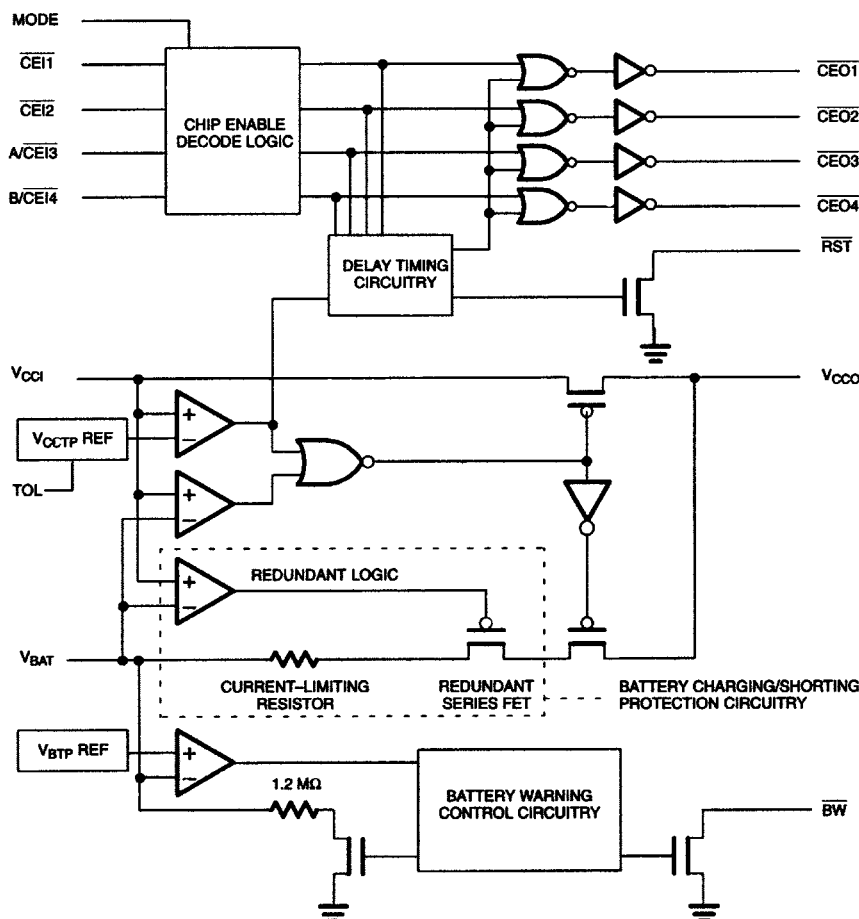 MODE
CEI1
CEI2
A/CEI3
B/CEI4
CHIP ENABLE
DECODE LOGIC
CEO1
CEO2
CEO3
CEO4
RST
DELAY TIMING
CIRCUITRY
VCCI
VCCO
VCCTP REF
+
−
TOL
+
−
REDUNDANT LOGIC
+
−
VBAT
CURRENT–LIMITING
RESISTOR
REDUNDANT
SERIES FET
BATTERY CHARGING/SHORTING
PROTECTION CIRCUITRY
VBTP REF
+
−
1.2 MΩ
BATTERY WARNING
CONTROL CIRCUITRY
BW